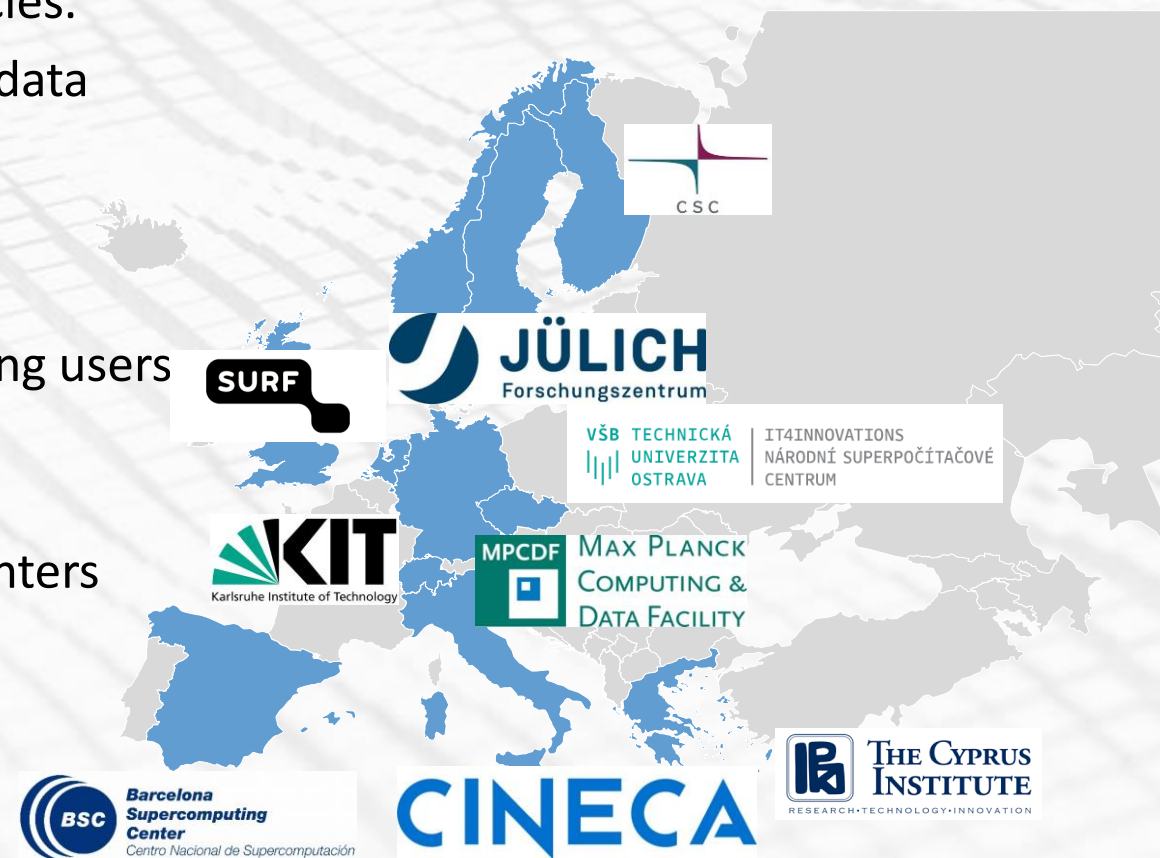 data
CSC
ng users
SURF
JÜLICH
Forschungszentrum
VŠB TECHNICKÁ
UNIVERZITA
OSTRAVA
IT4INNOVATIONS
NÁRODNÍ SUPERPOČÍTAČOVÉ
CENTRUM
nters
KIT
Karlsruhe Institute of Technology
MPCDF
MAX PLANCK
COMPUTING &
DATA FACILITY
BSC
Barcelona
Supercomputing
Center
Centro Nacional de Supercomputación
CINECA
THE CYPRUS
INSTITUTE
RESEARCH•TECHNOLOGY•INNOVATION